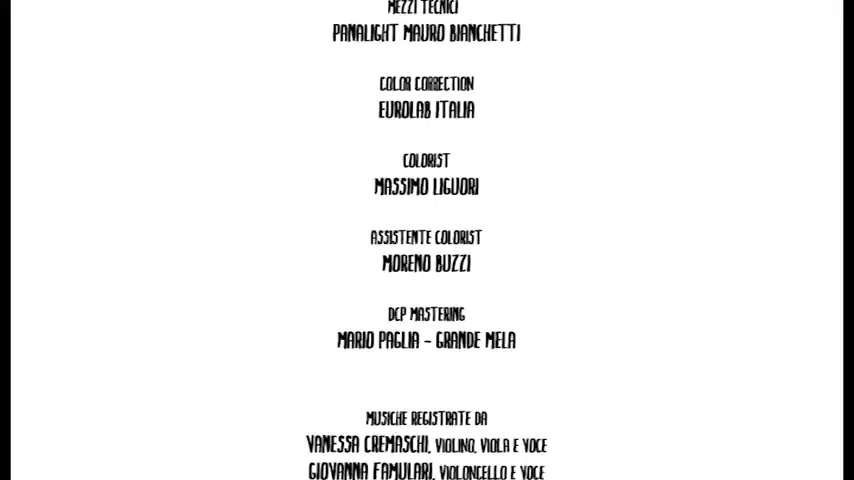 MEZZI TECNICI
PANALIGHT MAURO BIANCHETTI
COLOR CORRECTION
EUROLAB ITALIA
COLORIST
MASSIMO LIGUORI
ASSISTENTE COLORIST
MORENO BUZZI
DCP MASTERING
MARIO PAGLIA - GRANDE MELA
MUSICHE REGISTRATE DA
VANESSA CREMASCHI, VIOLINO, VIOLA E VOCE
GIOVANNA FAMULARI, VIOLONCELLO E VOCE